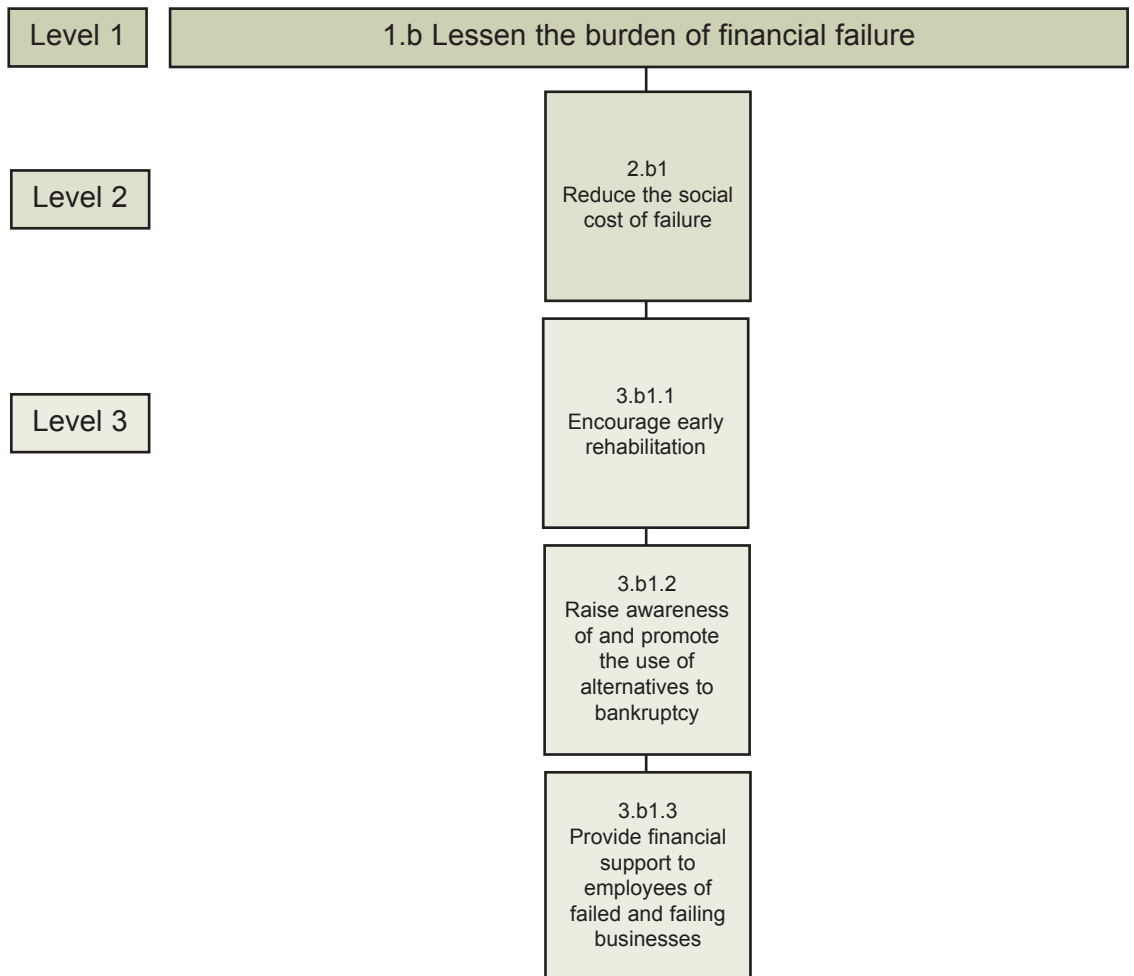 Level 1
1.b Lessen the burden of financial failure
Level 2
2.b1
Reduce the social
cost of failure
Level 3
3.b1.1
Encourage early
rehabilitation
3.b1.2
Raise awareness
of and promote
the use of
alternatives to
bankruptcy
3.b1.3
Provide financial
support to
employees of
failed and failing
businesses